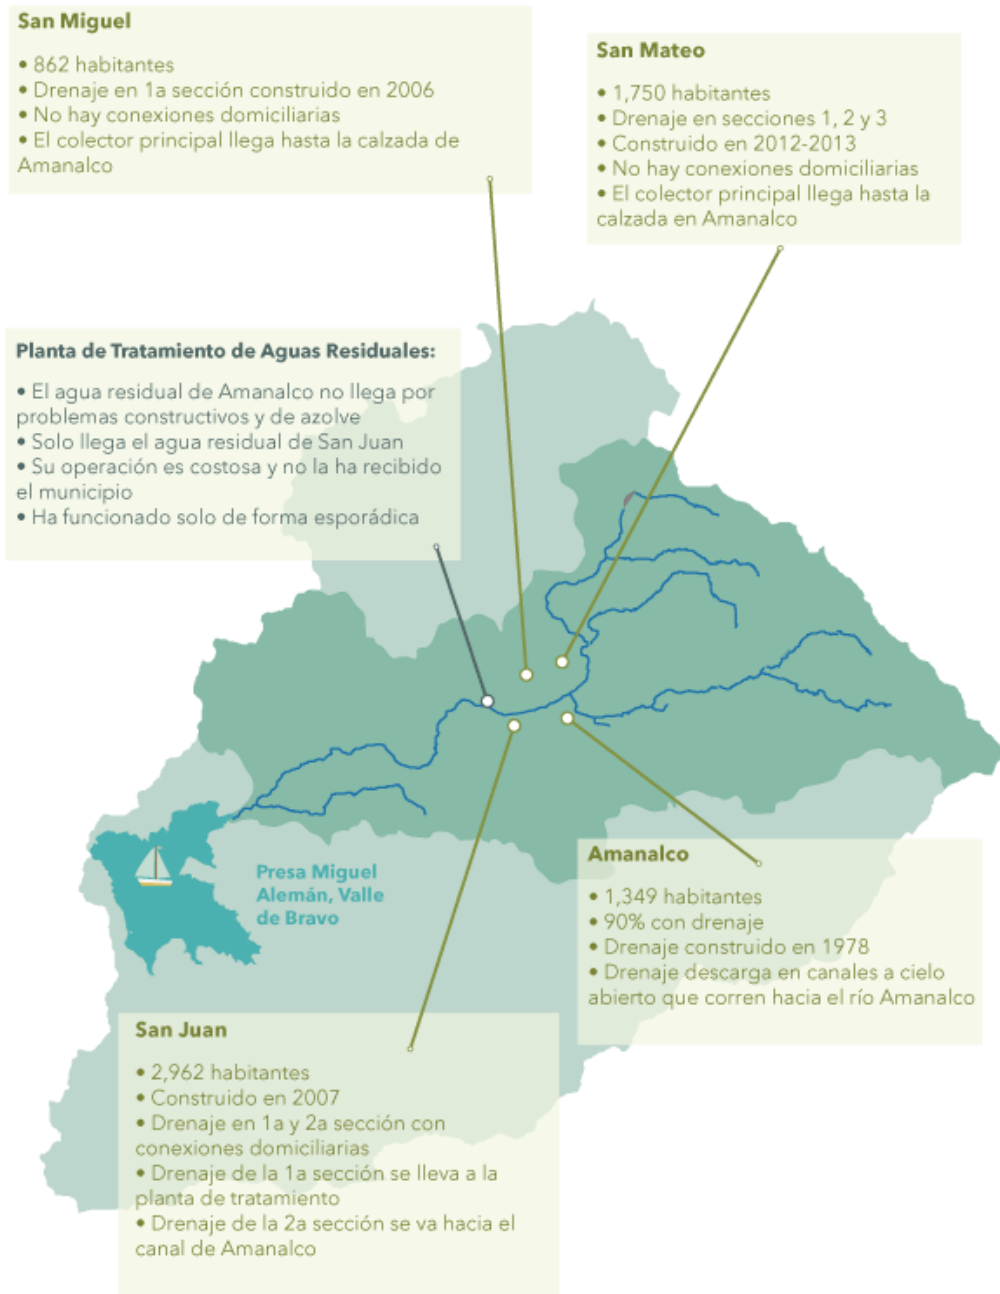 San Miguel
• 862 habitantes
• Drenaje en 1a sección construido en 2006
• No hay conexiones domiciliarias
• El colector principal llega hasta la calzada de
Amanalco
San Mateo
• 1,750 habitantes
• Drenaje en secciones 1, 2 y 3
• Construido en 2012-2013
• No hay conexiones domiciliarias
• El colector principal llega hasta la
calzada en Amanalco
Planta de Tratamiento de Aguas Residuales:
• El agua residual de Amanalco no llega por
problemas constructivos y de azolve
• Solo llega el agua residual de San Juan
• Su operación es costosa y no la ha recibido
el municipio
• Ha funcionado solo de forma esporádica
Presa Miguel
Alemán, Valle
de Bravo
Amanalco
• 1,349 habitantes
• 90% con drenaje
• Drenaje construido en 1978
• Drenaje descarga en canales a cielo
abierto que corren hacia el río Amanalco
San Juan
• 2,962 habitantes
• Construido en 2007
• Drenaje en 1a y 2a sección con
conexiones domiciliarias
• Drenaje de la 1a sección se lleva a la
planta de tratamiento
• Drenaje de la 2a sección se va hacia el
canal de Amanalco